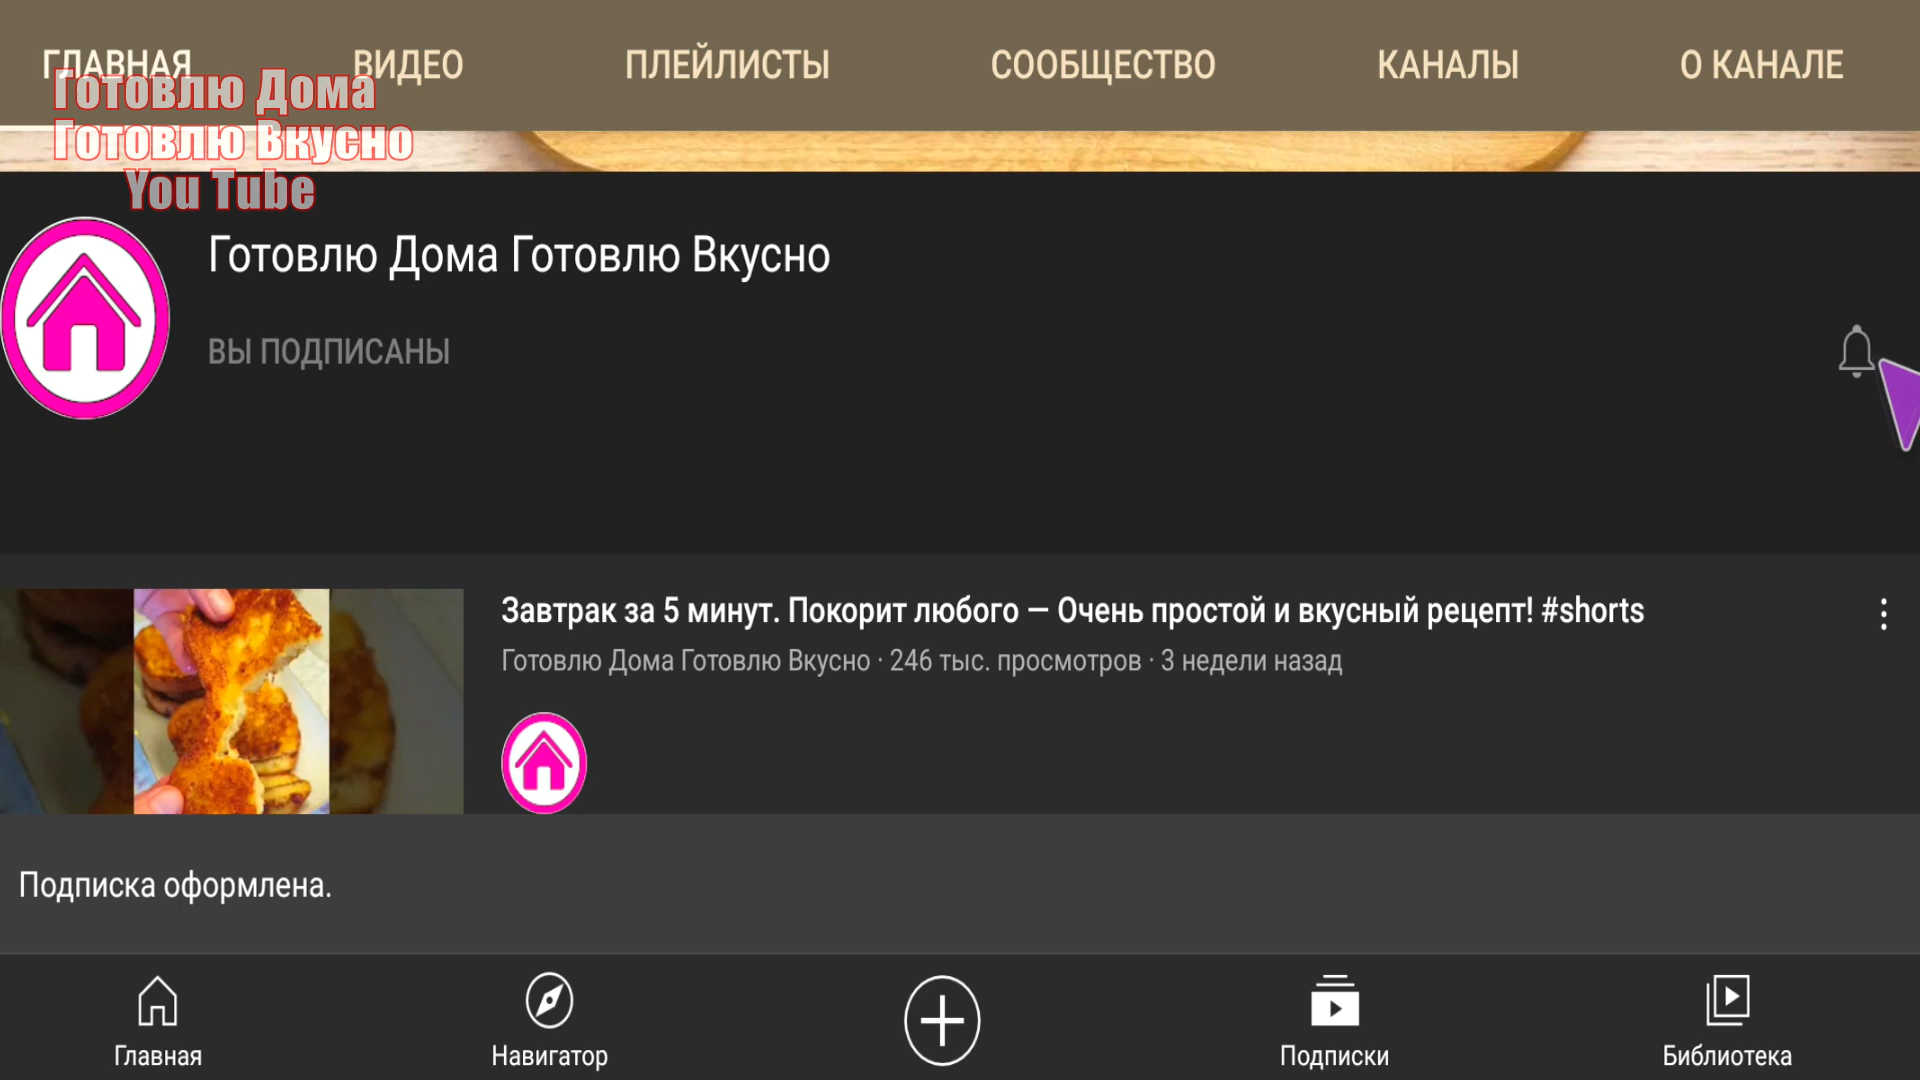 ГЛАВНАЯ ВИДЕО ПЛЕЙЛИСТЫ СООБЩЕСТВО КАНАЛЫ О КАНАЛЕ
Готовлю Дома
Готовлю Вкусно
You Tube
Готовлю Дома Готовлю Вкусно
ВЫ ПОДПИСАНЫ
Завтрак за 5 минут. Покорит любого — Очень простой и вкусный рецепт! #shorts
Готовлю Дома Готовлю Вкусно · 246 тыс. просмотров · 3 недели назад
Подписка оформлена.
Главная Навигатор Подписки Библиотека